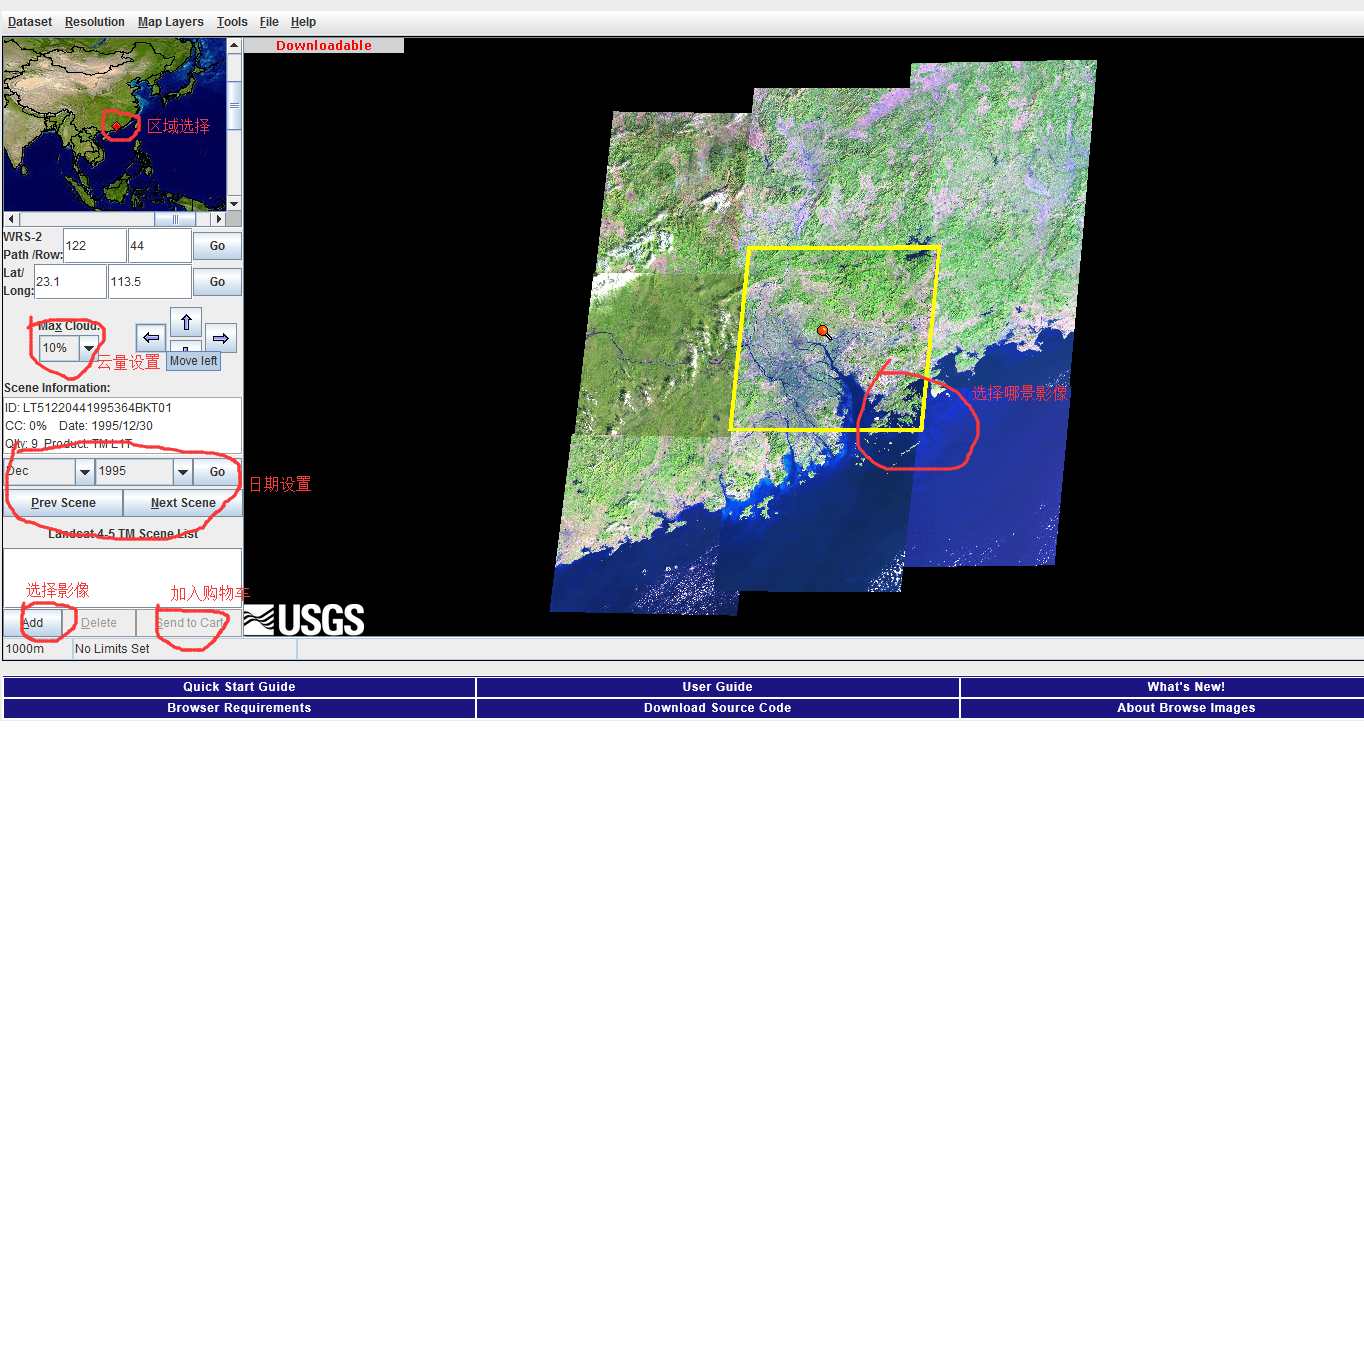 Dataset Resolution Map Layers Tools File Help
Downloadable
区域选择
WRS-2
Path /Row: 122 44 Go
Lat/
Long: 23.1 113.5 Go
Max Cloud:
10%
云量设置
Move left
选择哪景影像
Scene Information:
ID: LT51220441995364BKT01
CC: 0% Date: 1995/12/30
Qlty: 9 Product: TM L1T
Dec 1995 Go
日期设置
Prev Scene Next Scene
Landsat 4-5 TM Scene List
选择影像 加入购物车
Add Delete Send to Cart
USGS
1000m No Limits Set
Quick Start Guide User Guide What's New!
Browser Requirements Download Source Code About Browse Images